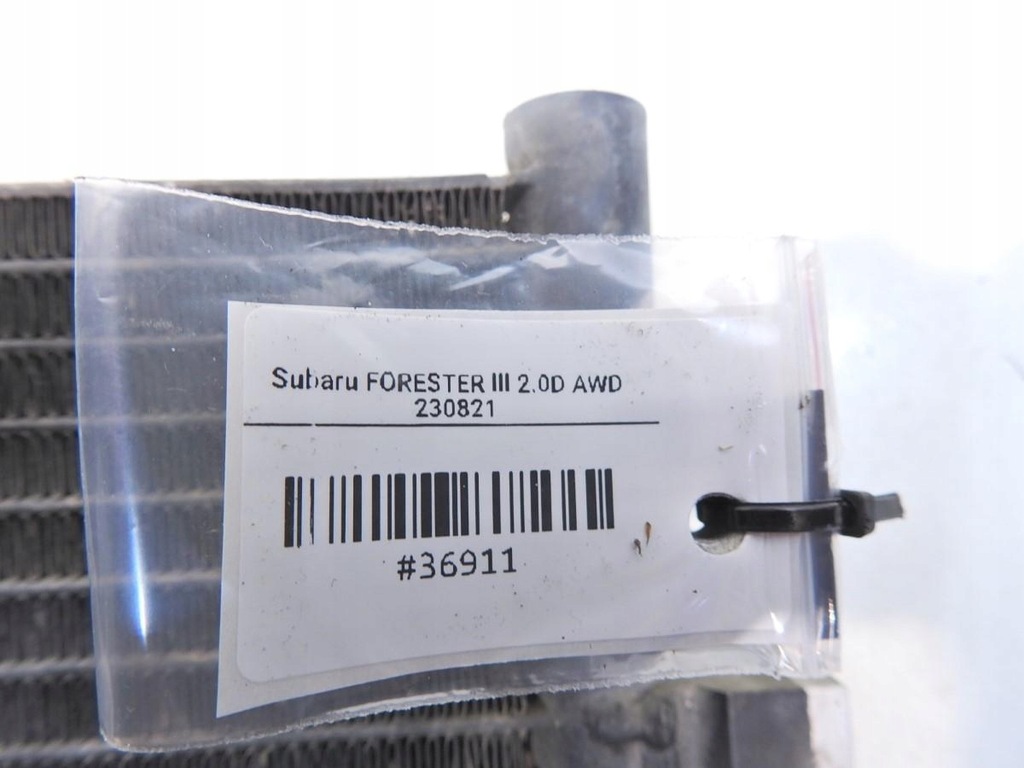 Subaru FORESTER III 2.0D AWD
230821
#36911